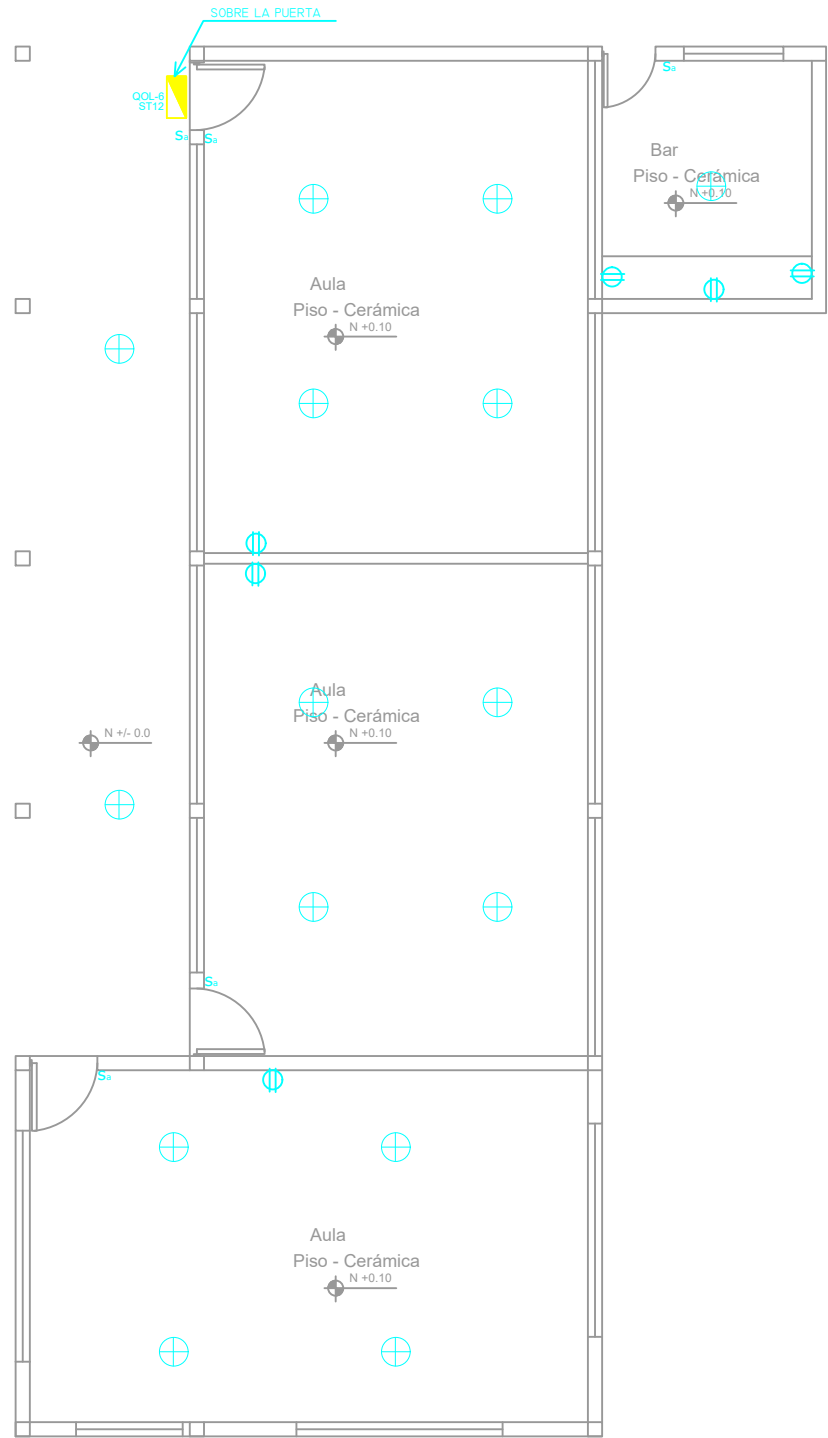 SOBRE LA PUERTA
QOL-6
ST12
Sa
Sa
Sa
Bar
Piso - Cerámica
N +0.10
Aula
Piso - Cerámica
N +0.10
Aula
Piso - Cerámica
N +0.10
N +/- 0.0
Sa
Sa
Aula
Piso - Cerámica
N +0.10